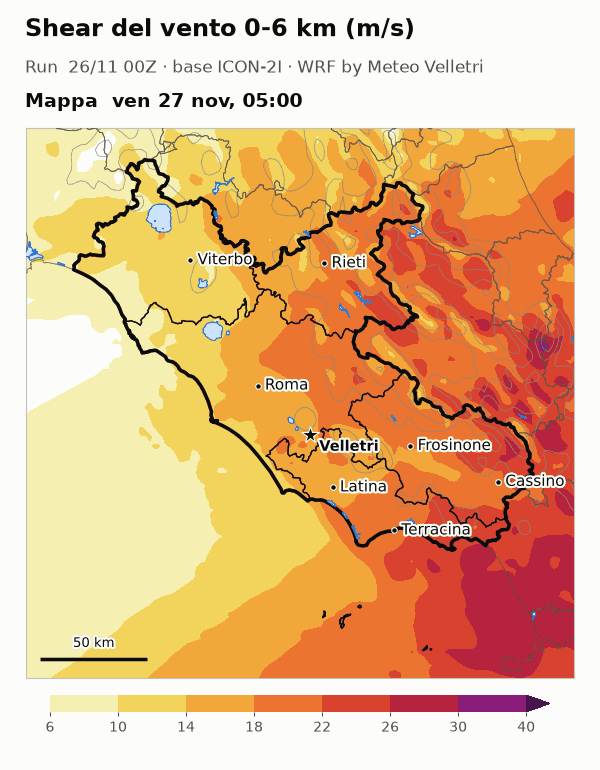 Shear del vento 0-6 km (m/s)
Run  26/11 00Z · base ICON-2I · WRF by Meteo Velletri
Mappa  ven 27 nov, 05:00
Viterbo
Rieti
Roma
Velletri
Frosinone
Latina
Cassino
Terracina
50 km
6 10 14 18 22 26 30 40